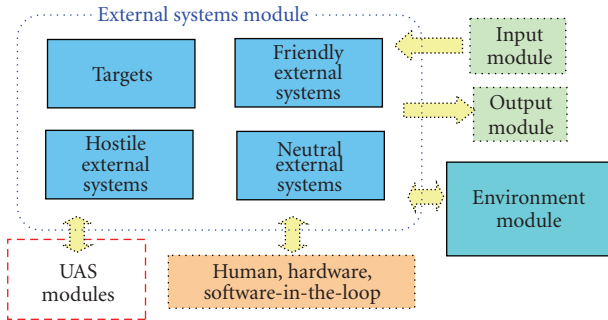 External systems module
Targets
Friendly
external
systems
Hostile
external
systems
Neutral
external
systems
Input
module
Output
module
Environment
module
UAS
modules
Human, hardware,
software-in-the-loop